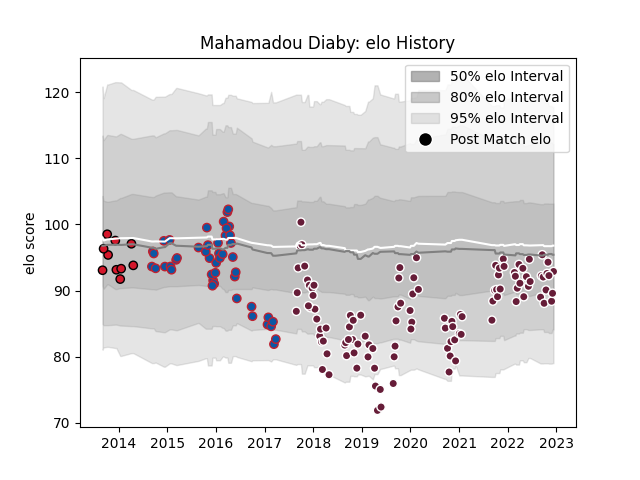 Mahamadou Diaby: elo History
50% elo Interval
80% elo Interval
95% elo Interval
Post Match elo
elo score
120
110
100
90
80
70
2014 2015 2016 2017 2018 2019 2020 2021 2022 2023